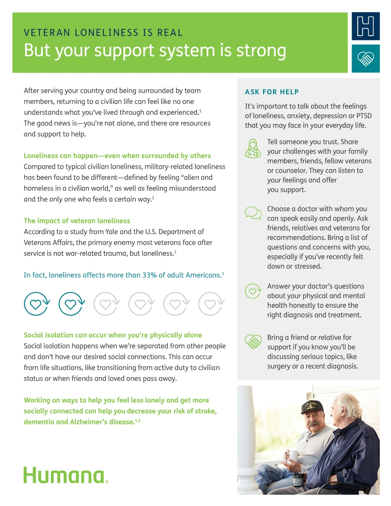 VETERAN LONELINESS IS REAL
But your support system is strong
After serving your country and being surrounded by team
members, returning to a civilian life can feel like no one
understands what you've lived through and experienced.¹
The good news is—you're not alone, and there are resources
and support to help.
Loneliness can happen—even when surrounded by others
Compared to typical civilian loneliness, military-related loneliness
has been found to be different—defined by feeling "alien and
homeless in a civilian world," as well as feeling misunderstood
and the only one who feels a certain way.¹
The impact of veteran loneliness
According to a study from Yale and the U.S. Department of
Veterans Affairs, the primary enemy most veterans face after
service is not war-related trauma, but loneliness.²
In fact, loneliness affects more than 33% of adult Americans.³
Social isolation can occur when you're physically alone
Social isolation happens when we're separated from other people
and don't have our desired social connections. This can occur
from life situations, like transitioning from active duty to civilian
status or when friends and loved ones pass away.
Working on ways to help you feel less lonely and get more
socially connected can help you decrease your risk of stroke,
dementia and Alzheimer's disease.
Humana.
ASK FOR HELP
It's important to talk about the feelings
of loneliness, anxiety, depression or PTSD
that you may face in your everyday life.
Tell someone you trust. Share
your challenges with your family
members, friends, fellow veterans
or counselor. They can listen to
your feelings and offer
you support.
Choose a doctor with whom you
can speak easily and openly. Ask
friends, relatives and veterans for
recommendations. Bring a list of
questions and concerns with you,
especially if you've recently felt
down or stressed.
Answer your doctor's questions
about your physical and mental
health honestly to ensure the
right diagnosis and treatment.
Bring a friend or relative for
support if you know you'll be
discussing serious topics, like
surgery or a recent diagnosis.